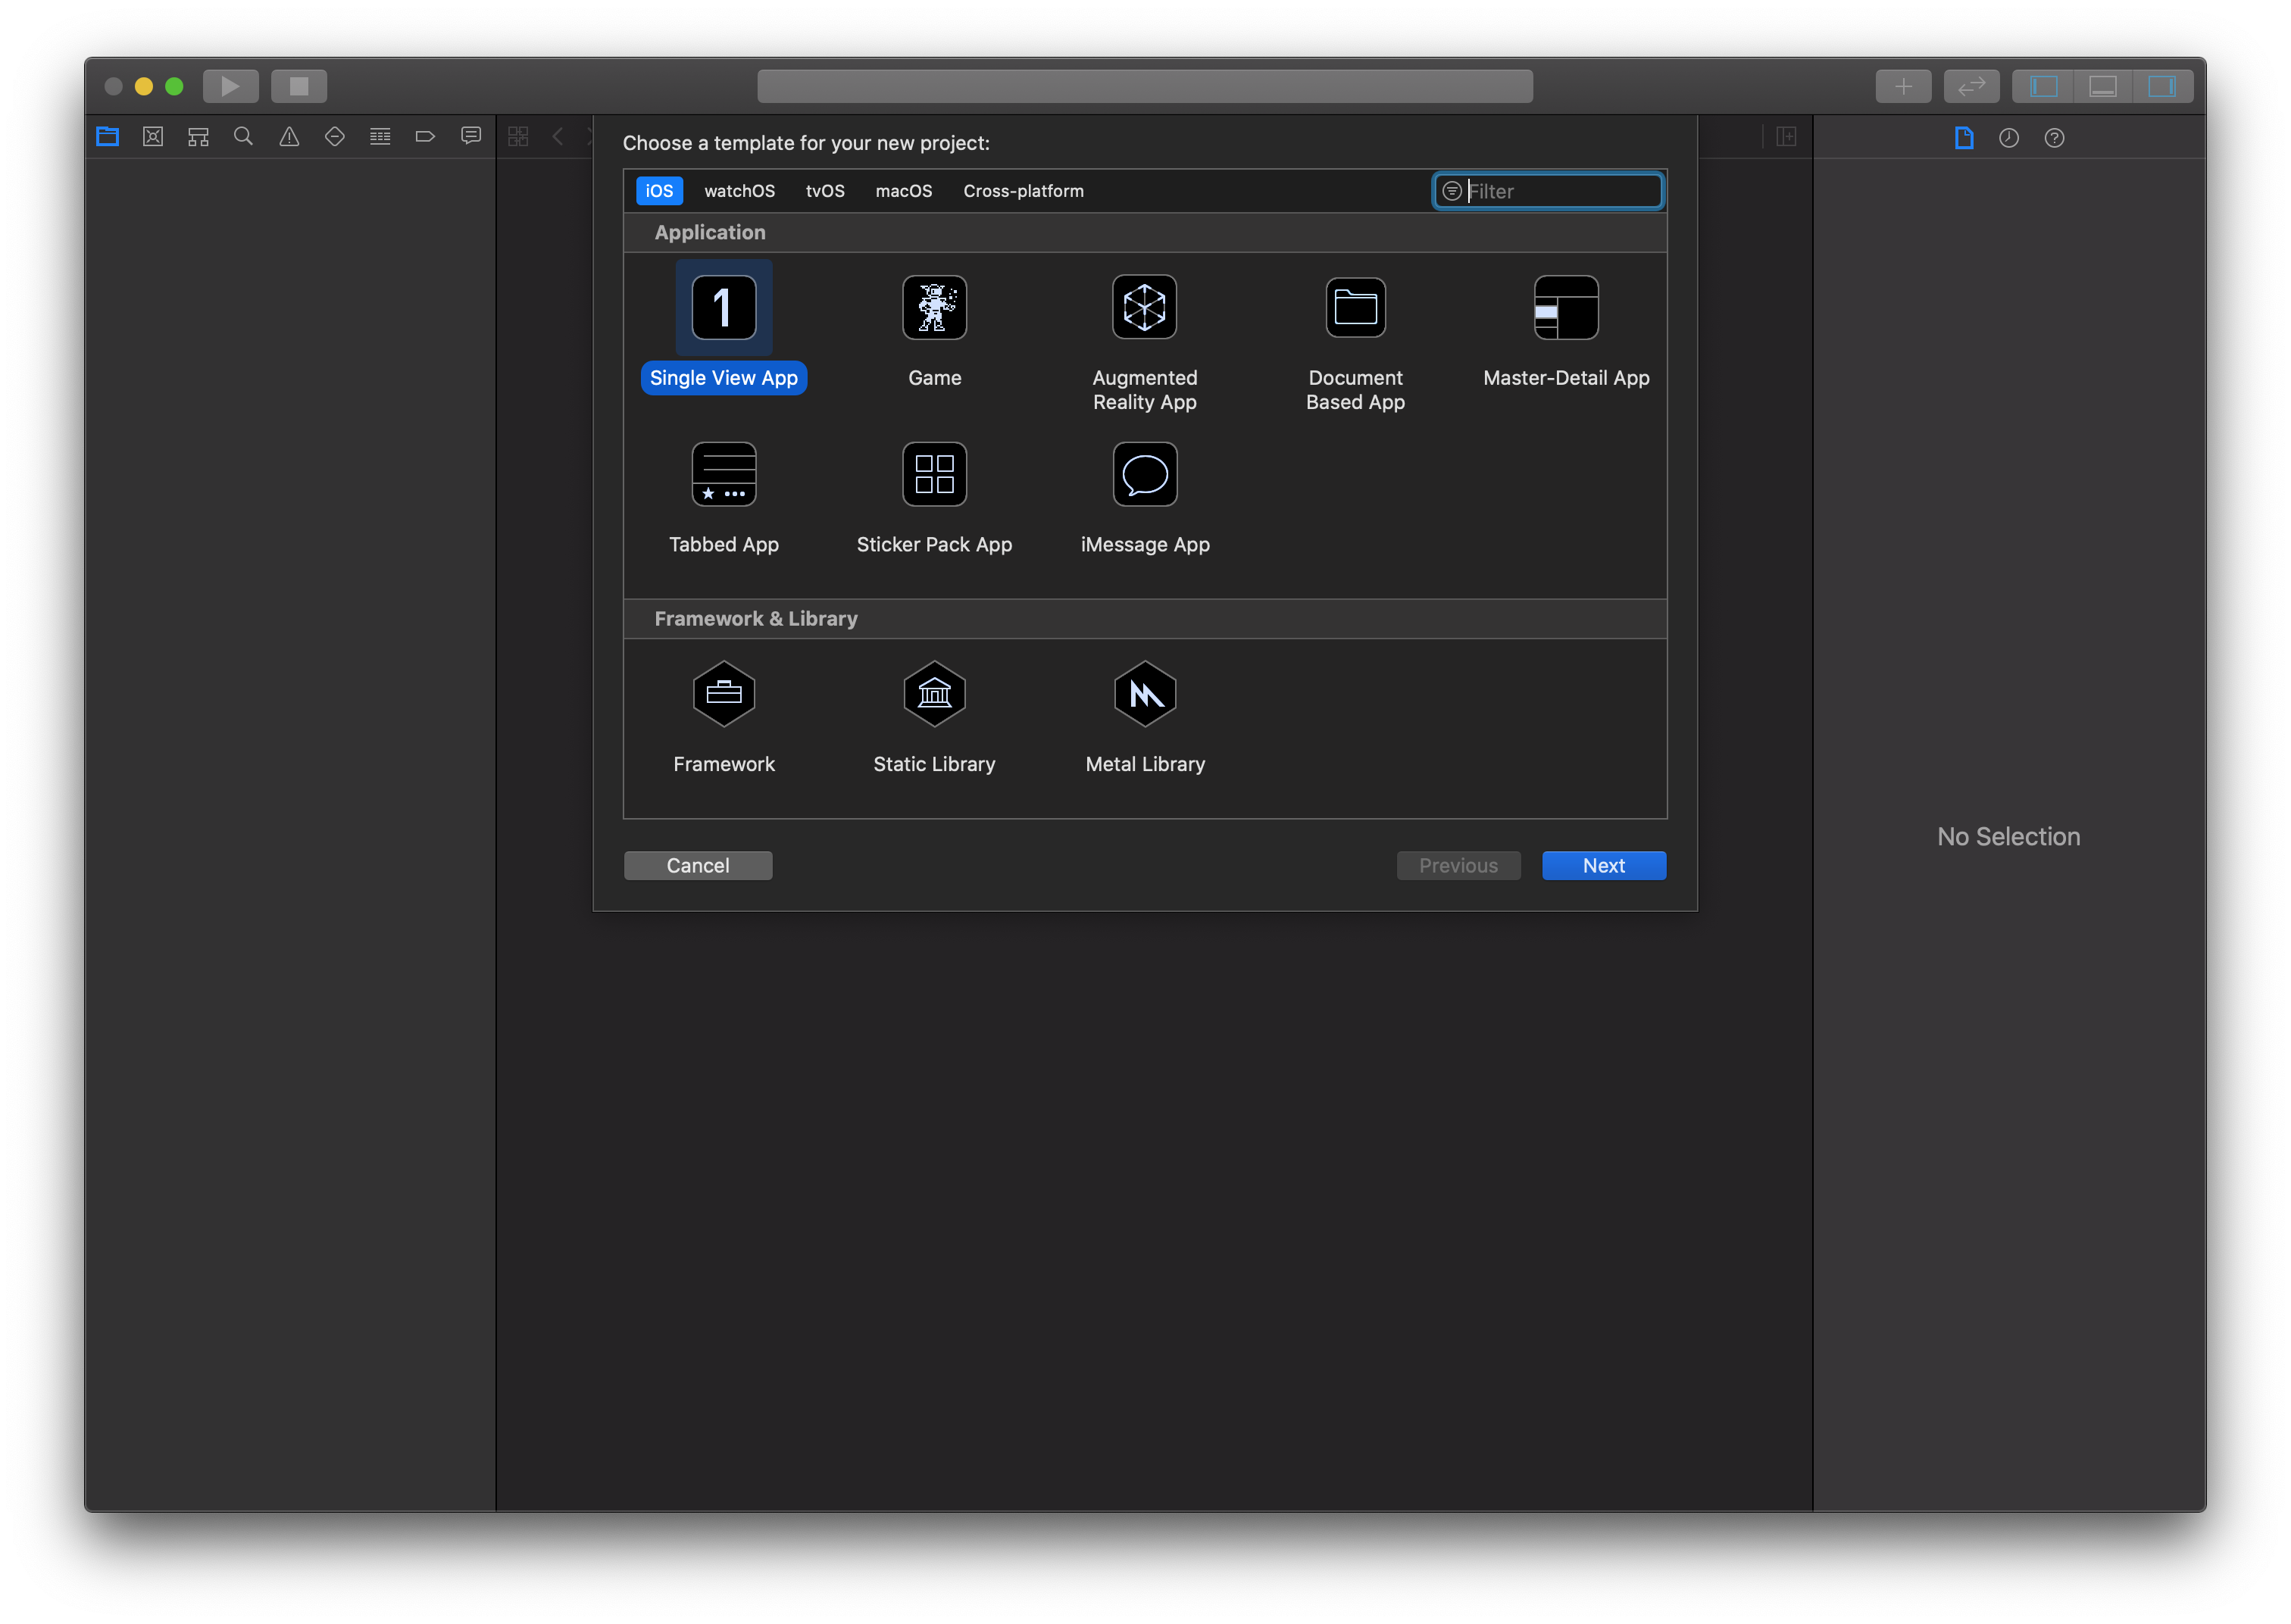 Choose a template for your new project:
iOS watchOS tvOS macOS Cross-platform Filter
Application
1
Single View App Game Augmented Reality App Document Based App Master-Detail App
Tabbed App Sticker Pack App iMessage App
Framework & Library
Framework Static Library Metal Library
Cancel Previous Next
No Selection